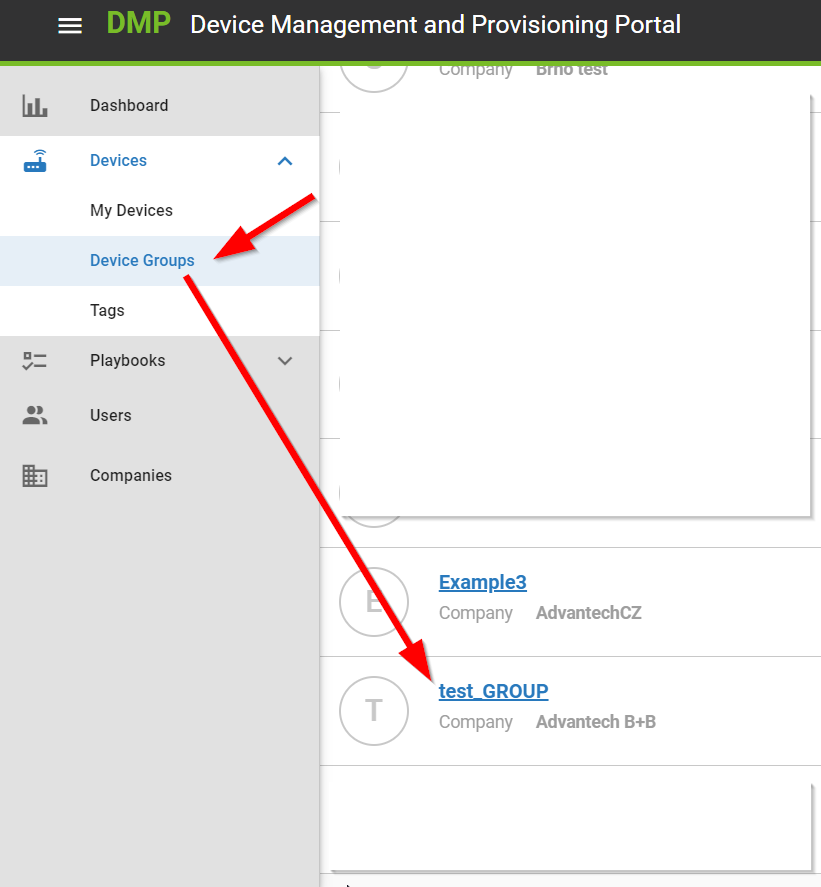 DMP Device Management and Provisioning Portal
Dashboard
Devices
My Devices
Device Groups
Tags
Playbooks
Users
Companies
Company Brno test
E
Example3
Company AdvantechCZ
T
test_GROUP
Company Advantech B+B